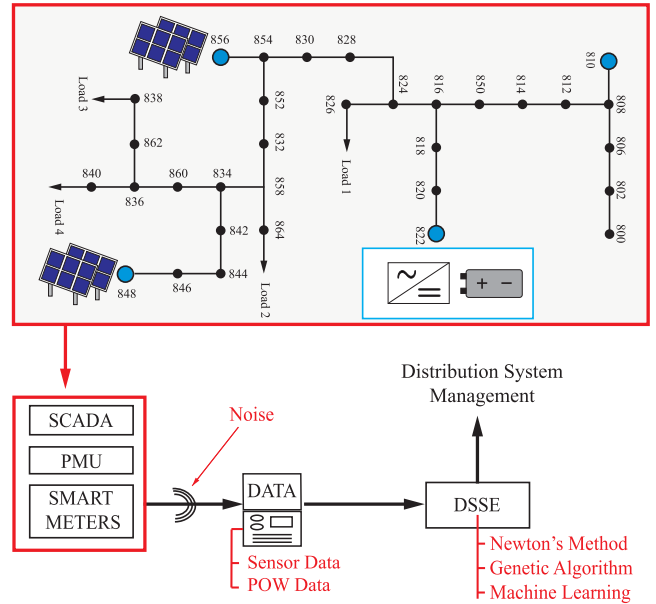 856
854
830
828
810
Load 3
838
852
826
824
816
850
814
812
808
862
832
Load 1
818
806
840
860
834
858
820
802
836
Load 4
842
864
822
800
848
846
844
Load 2
+ −
Distribution System
Management
Noise
SCADA
PMU
SMART
METERS
DATA
DSSE
Sensor Data
POW Data
Newton's Method
Genetic Algorithm
Machine Learning